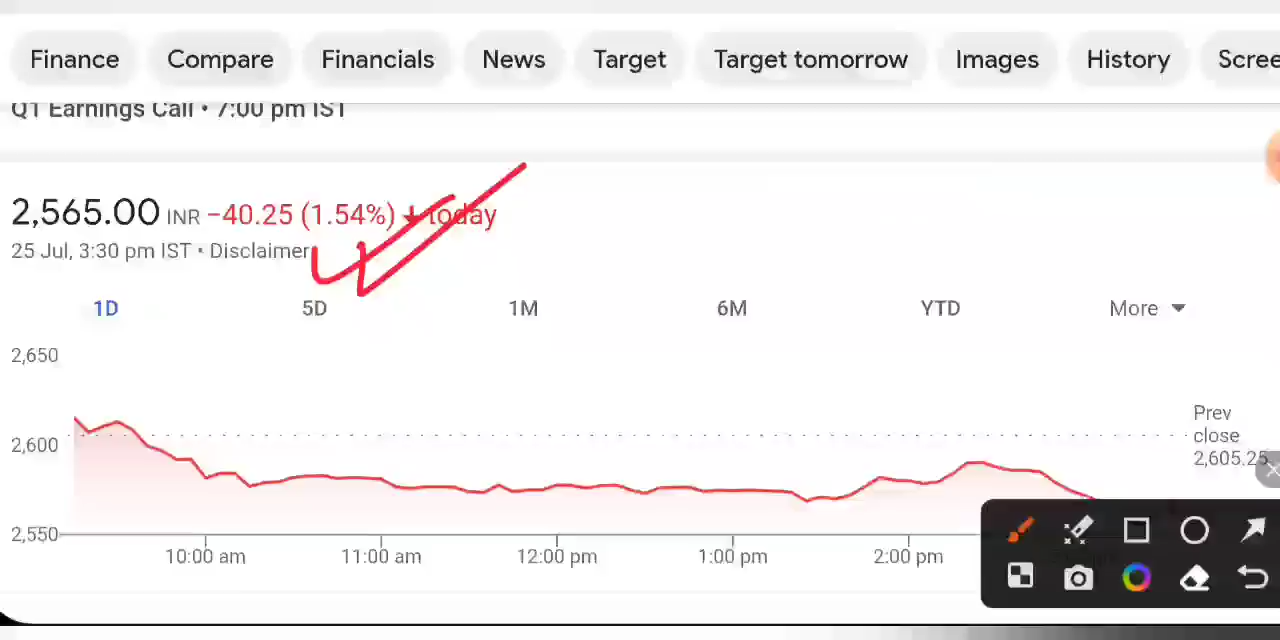 Finance Compare Financials News Target Target tomorrow Images History Scree
Q1 Earnings Call • 7:00 pm IST
2,565.00 INR −40.25 (1.54%) ↓ today
25 Jul, 3:30 pm IST • Disclaimer
1D 5D 1M 6M YTD More
2,650
Prev
close
2,605.25
2,600
2,550
10:00 am 11:00 am 12:00 pm 1:00 pm 2:00 pm